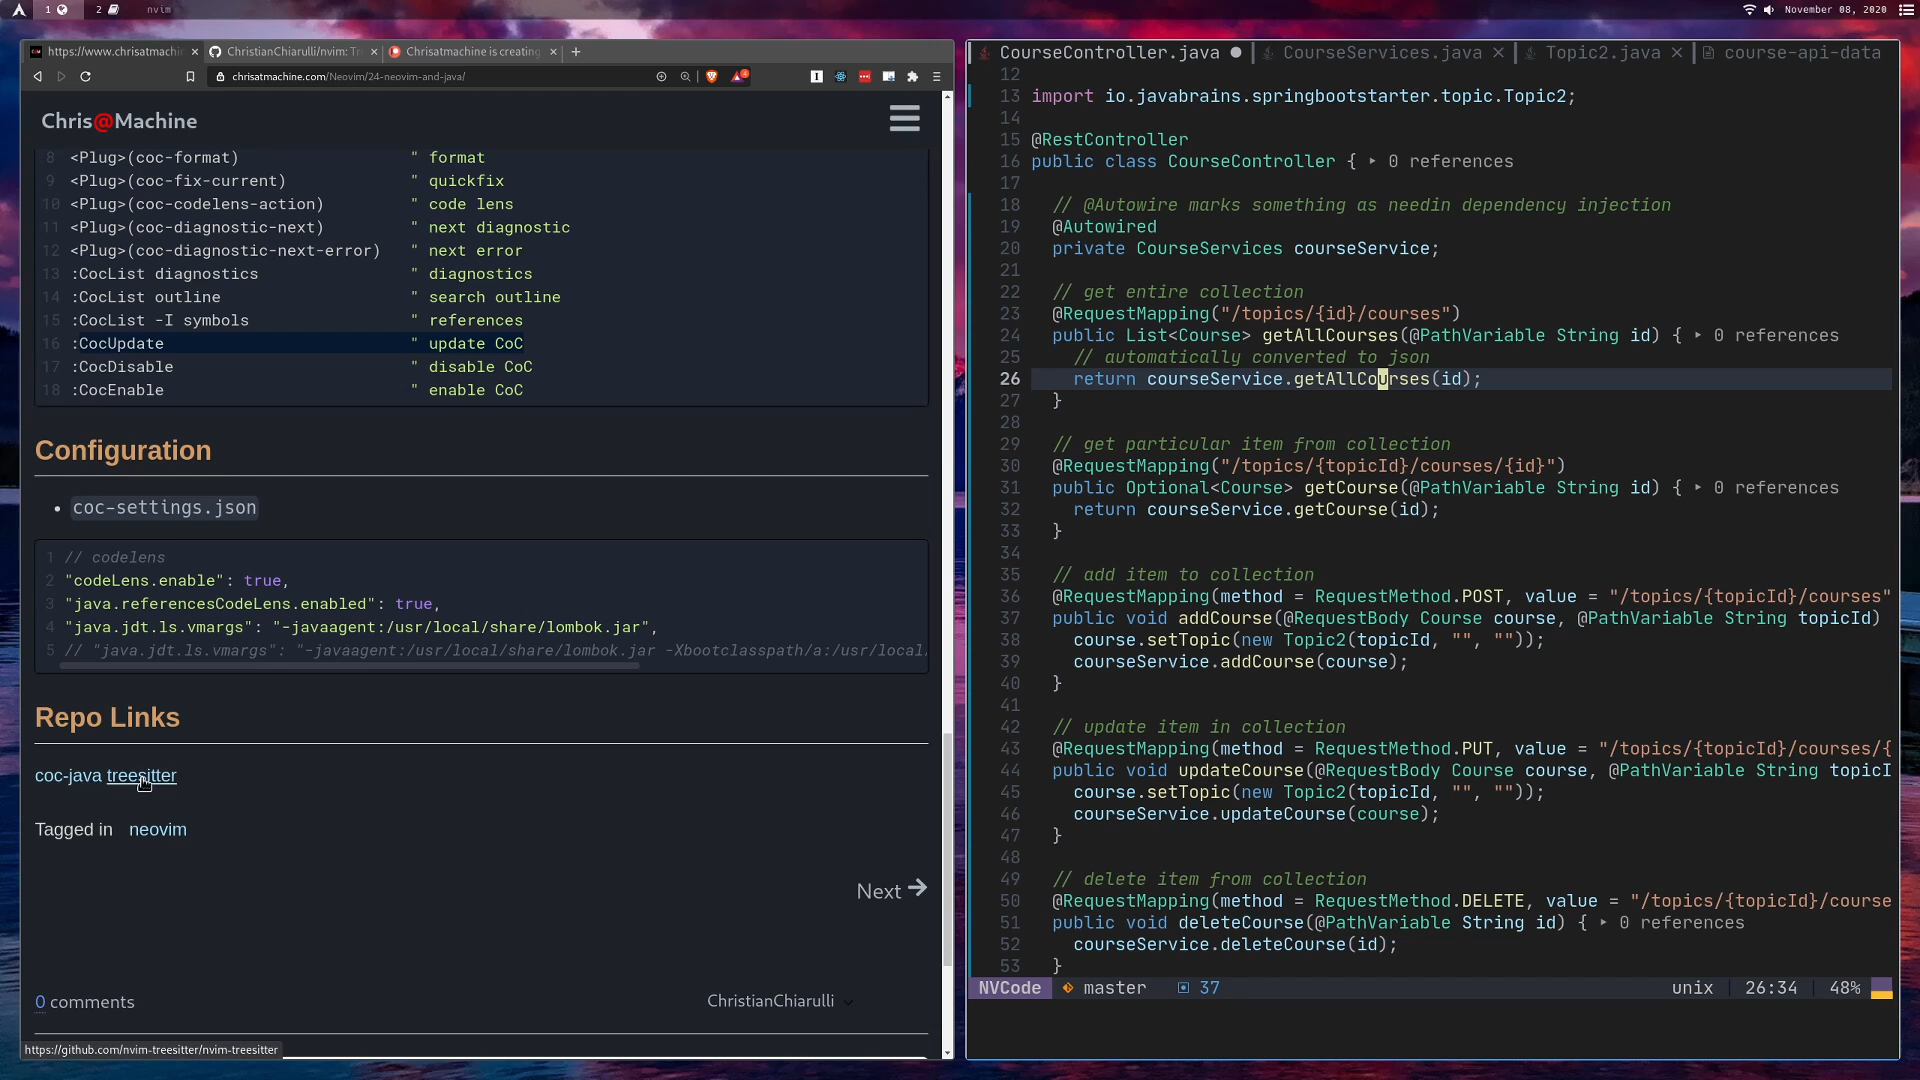 1
2
nvim
November 08, 2020
https://www.chrisatmachin ×
ChristianChiarulli/nvim: Tr ×
Chrisatmachine is creating ×
+
chrisatmachine.com/Neovim/24-neovim-and-java/
4
Chris@Machine
8 <Plug>(coc-format) " format
9 <Plug>(coc-fix-current) " quickfix
10 <Plug>(coc-codelens-action) " code lens
11 <Plug>(coc-diagnostic-next) " next diagnostic
12 <Plug>(coc-diagnostic-next-error) " next error
13 :CocList diagnostics " diagnostics
14 :CocList outline " search outline
15 :CocList -I symbols " references
16 :CocUpdate " update CoC
17 :CocDisable " disable CoC
18 :CocEnable " enable CoC
Configuration
• coc-settings.json
1 // codelens
2 "codeLens.enable": true,
3 "java.referencesCodeLens.enabled": true,
4 "java.jdt.ls.vmargs": "-javaagent:/usr/local/share/lombok.jar",
5 // "java.jdt.ls.vmargs": "-javaagent:/usr/local/share/lombok.jar -Xbootclasspath/a:/usr/local.
Repo Links
coc-java treesitter
Tagged in neovim
Next →
0 comments
ChristianChiarulli
https://github.com/nvim-treesitter/nvim-treesitter
CourseController.java ● CourseServices.java × Topic2.java × course-api-data
12
13 import io.javabrains.springbootstarter.topic.Topic2;
14
15 @RestController
16 public class CourseController { ‣ 0 references
17
18 // @Autowire marks something as needin dependency injection
19 @Autowired
20 private CourseServices courseService;
21
22 // get entire collection
23 @RequestMapping("/topics/{id}/courses")
24 public List<Course> getAllCourses(@PathVariable String id) { ‣ 0 references
25 // automatically converted to json
26 return courseService.getAllCourses(id);
27 }
28
29 // get particular item from collection
30 @RequestMapping("/topics/{topicId}/courses/{id}")
31 public Optional<Course> getCourse(@PathVariable String id) { ‣ 0 references
32 return courseService.getCourse(id);
33 }
34
35 // add item to collection
36 @RequestMapping(method = RequestMethod.POST, value = "/topics/{topicId}/courses"
37 public void addCourse(@RequestBody Course course, @PathVariable String topicId)
38 course.setTopic(new Topic2(topicId, "", ""));
39 courseService.addCourse(course);
40 }
41
42 // update item in collection
43 @RequestMapping(method = RequestMethod.PUT, value = "/topics/{topicId}/courses/{
44 public void updateCourse(@RequestBody Course course, @PathVariable String topicI
45 course.setTopic(new Topic2(topicId, "", ""));
46 courseService.updateCourse(course);
47 }
48
49 // delete item from collection
50 @RequestMapping(method = RequestMethod.DELETE, value = "/topics/{topicId}/course
51 public void deleteCourse(@PathVariable String id) { ‣ 0 references
52 courseService.deleteCourse(id);
53 }
NVCode master 37 unix 26:34 48%